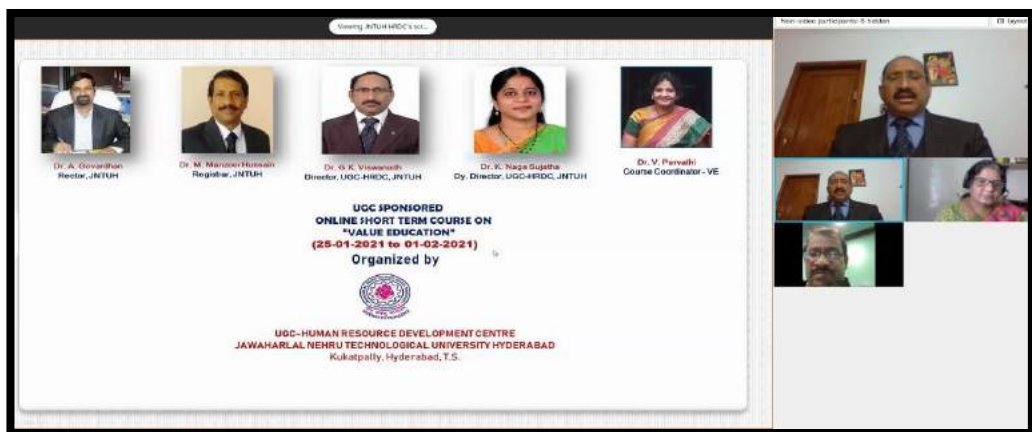 Viewing JNTUH HRDC's scr...
Non-video participants: 5 hidden
Layout
Dr. A. Govardhan
Rector, JNTUH
Dr. M. Manzoor Hussain
Registrar, JNTUH
Dr. G.K. Viswanadh
Director, UGC-HRDC, JNTUH
Dr. K. Naga Sujatha
Dy. Director, UGC-HRDC, JNTUH
Dr. V. Parvathi
Course Coordinator - VE
UGC SPONSORED
ONLINE SHORT TERM COURSE ON
"VALUE EDUCATION"
(25-01-2021 to 01-02-2021)
Organized by
UGC-HUMAN RESOURCE DEVELOPMENT CENTRE
JAWAHARLAL NEHRU TECHNOLOGICAL UNIVERSITY HYDERABAD
Kukatpally, Hyderabad, T.S.